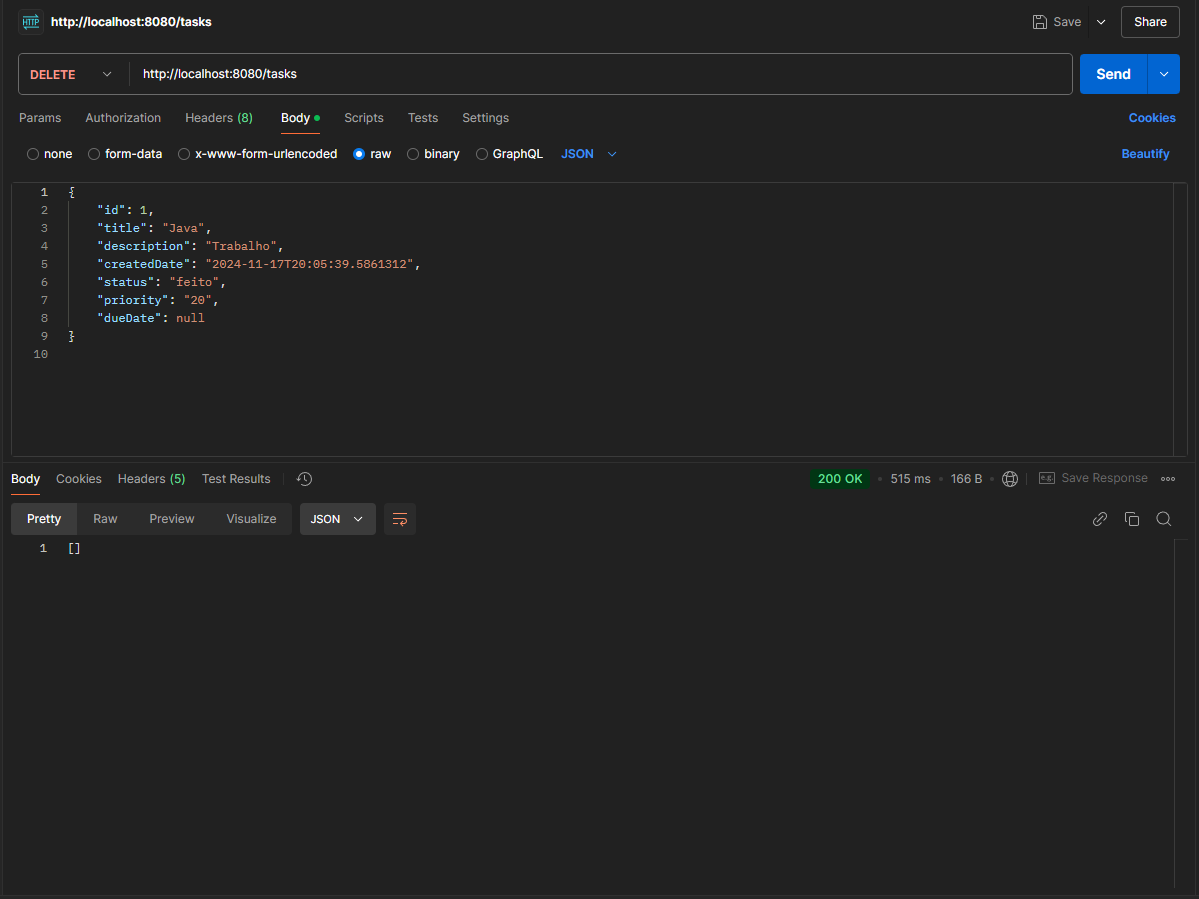 HTTP http://localhost:8080/tasks Save Share
DELETE http://localhost:8080/tasks Send
Params Authorization Headers (8) Body Scripts Tests Settings Cookies
none form-data x-www-form-urlencoded raw binary GraphQL JSON Beautify
1 {
2 "id": 1,
3 "title": "Java",
4 "description": "Trabalho",
5 "createdDate": "2024-11-17T20:05:39.5861312",
6 "status": "feito",
7 "priority": "20",
8 "dueDate": null
9 }
10
Body Cookies Headers (5) Test Results 200 OK 515 ms 166 B e.g. Save Response
Pretty Raw Preview Visualize JSON
1 []